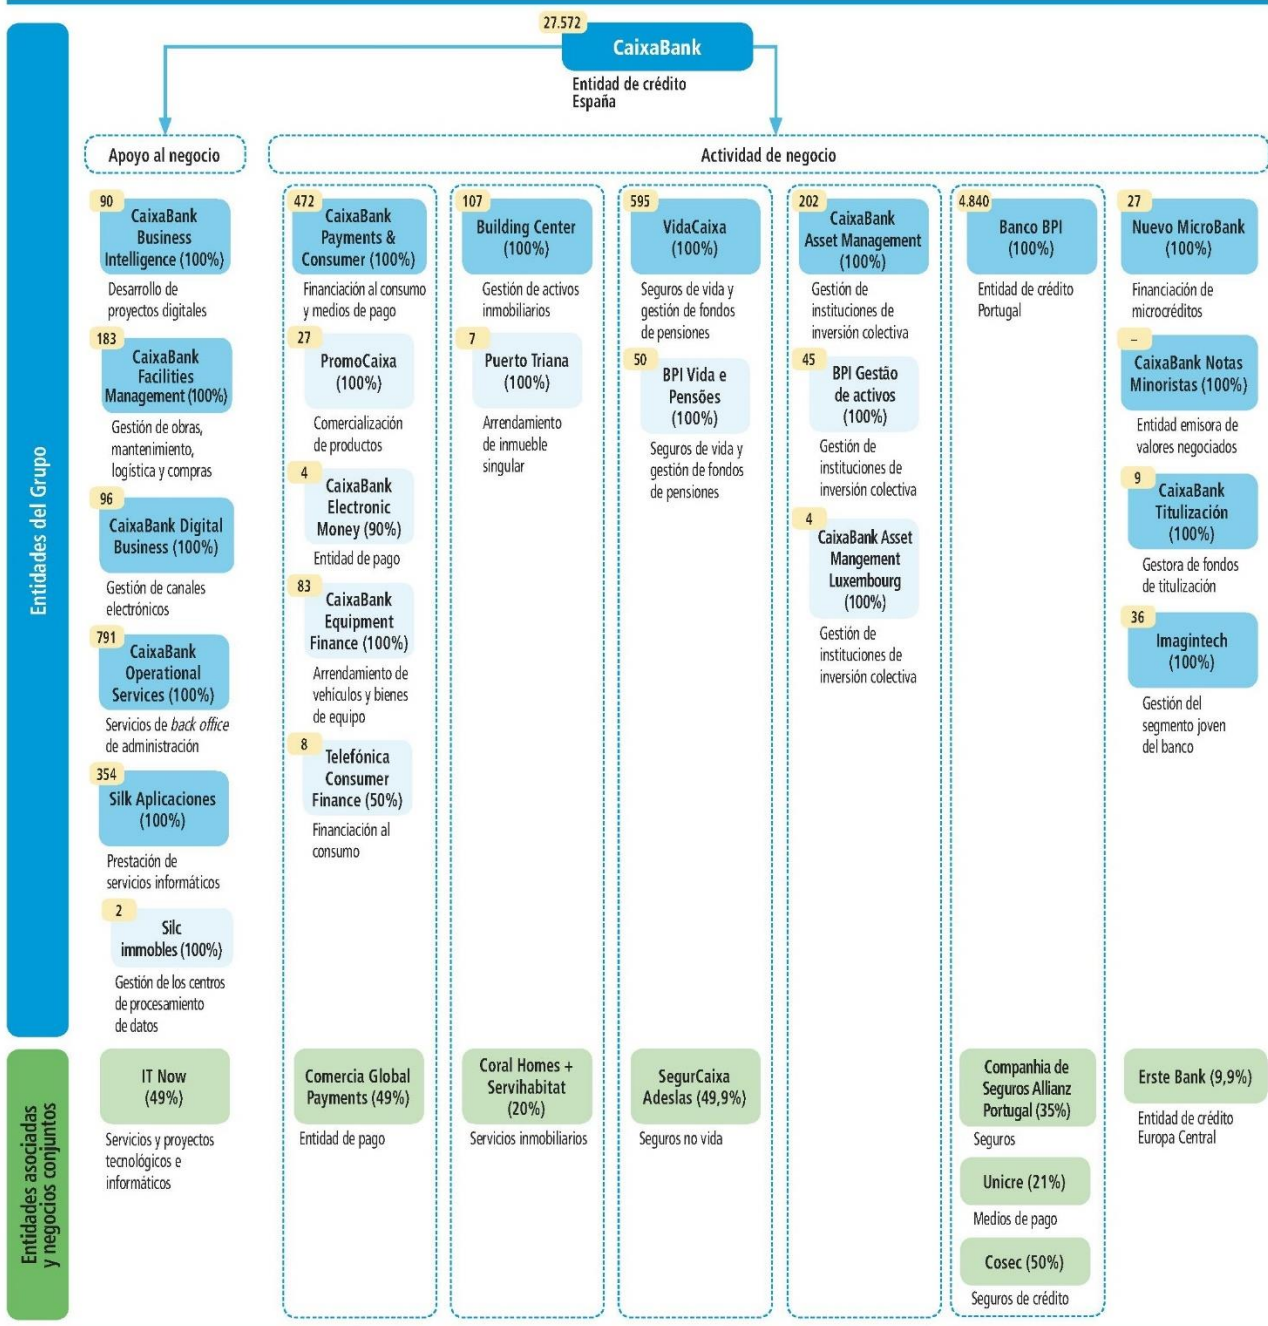 27.572
CaixaBank
Entidad de crédito
España
Entidades del Grupo
Apoyo al negocio
90
CaixaBank
Business
Intelligence (100%)
Desarrollo de
proyectos digitales
183
CaixaBank
Facilities
Management (100%)
Gestión de obras,
mantenimiento,
logística y compras
96
CaixaBank Digital
Business (100%)
Gestión de canales
electrónicos
791
CaixaBank
Operational
Services (100%)
Servicios de back office
de administración
354
Silk Aplicaciones
(100%)
Prestación de
servicios informáticos
2
Silc
immobles (100%)
Gestión de los centros
de procesamiento
de datos
Actividad de negocio
472
CaixaBank
Payments &
Consumer (100%)
Financiación al consumo
y medios de pago
27
PromoCaixa
(100%)
Comercialización
de productos
4
CaixaBank
Electronic
Money (90%)
Entidad de pago
83
CaixaBank
Equipment
Finance (100%)
Arrendamiento de
vehículos y bienes
de equipo
8
Telefónica
Consumer
Finance (50%)
Financiación al
consumo
107
Building Center
(100%)
Gestión de activos
inmobiliarios
7
Puerto Triana
(100%)
Arrendamiento
de inmueble
singular
595
VidaCaixa
(100%)
Seguros de vida y
gestión de fondos
de pensiones
50
BPI Vida e
Pensões
(100%)
Seguros de vida y
gestión de fondos
de pensiones
202
CaixaBank
Asset Management
(100%)
Gestión de
instituciones de
inversión colectiva
45
BPI Gestão
de activos
(100%)
Gestión de
instituciones de
inversión colectiva
4
CaixaBank Asset
Mangement
Luxembourg
(100%)
Gestión de
instituciones de
inversión colectiva
4.840
Banco BPI
(100%)
Entidad de crédito
Portugal
27
Nuevo MicroBank
(100%)
Financiación de
microcréditos
–
CaixaBank Notas
Minoristas (100%)
Entidad emisora de
valores negociados
9
CaixaBank
Titulización
(100%)
Gestora de fondos
de titulización
36
Imagintech
(100%)
Gestión del
segmento joven
del banco
Entidades asociadas
y negocios conjuntos
IT Now
(49%)
Servicios y proyectos
tecnológicos e
informáticos
Comercia Global
Payments (49%)
Entidad de pago
Coral Homes +
Servihabitat
(20%)
Servicios inmobiliarios
SegurCaixa
Adeslas (49,9%)
Seguros no vida
Companhia de
Seguros Allianz
Portugal (35%)
Seguros
Unicre (21%)
Medios de pago
Cosec (50%)
Seguros de crédito
Erste Bank (9,9%)
Entidad de crédito
Europa Central